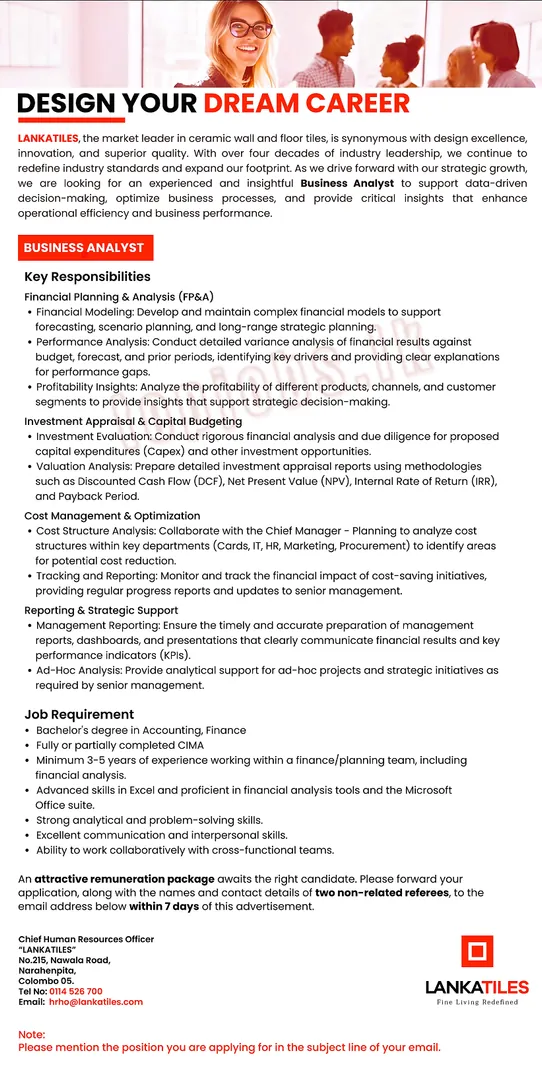 DESIGN YOUR DREAM CAREER
LANKATILES, the market leader in ceramic wall and floor tiles, is synonymous with design excellence,
innovation, and superior quality. With over four decades of industry leadership, we continue to
redefine industry standards and expand our footprint. As we drive forward with our strategic growth,
we are looking for an experienced and insightful Business Analyst to support data-driven
decision-making, optimize business processes, and provide critical insights that enhance
operational efficiency and business performance.
BUSINESS ANALYST
Key Responsibilities
Financial Planning & Analysis (FP&A)
• Financial Modeling: Develop and maintain complex financial models to support
forecasting, scenario planning, and long-range strategic planning.
• Performance Analysis: Conduct detailed variance analysis of financial results against
budget, forecast, and prior periods, identifying key drivers and providing clear explanations
for performance gaps.
• Profitability Insights: Analyze the profitability of different products, channels, and customer
segments to provide insights that support strategic decision-making.
Investment Appraisal & Capital Budgeting
• Investment Evaluation: Conduct rigorous financial analysis and due diligence for proposed
capital expenditures (Capex) and other investment opportunities.
• Valuation Analysis: Prepare detailed investment appraisal reports using methodologies
such as Discounted Cash Flow (DCF), Net Present Value (NPV), Internal Rate of Return (IRR),
and Payback Period.
Cost Management & Optimization
• Cost Structure Analysis: Collaborate with the Chief Manager - Planning to analyze cost
structures within key departments (Cards, IT, HR, Marketing, Procurement) to identify areas
for potential cost reduction.
• Tracking and Reporting: Monitor and track the financial impact of cost-saving initiatives,
providing regular progress reports and updates to senior management.
Reporting & Strategic Support
• Management Reporting: Ensure the timely and accurate preparation of management
reports, dashboards, and presentations that clearly communicate financial results and key
performance indicators (KPIs).
• Ad-Hoc Analysis: Provide analytical support for ad-hoc projects and strategic initiatives as
required by senior management.
Job Requirement
• Bachelor's degree in Accounting, Finance
• Fully or partially completed CIMA
• Minimum 3-5 years of experience working within a finance/planning team, including
financial analysis.
• Advanced skills in Excel and proficient in financial analysis tools and the Microsoft
Office suite.
• Strong analytical and problem-solving skills.
• Excellent communication and interpersonal skills.
• Ability to work collaboratively with cross-functional teams.
An attractive remuneration package awaits the right candidate. Please forward your
application, along with the names and contact details of two non-related referees, to the
email address below within 7 days of this advertisement.
Chief Human Resources Officer
“LANKATILES”
No.215, Nawala Road,
Narahenpita,
Colombo 05.
Tel No: 0114 526 700
Email: hrho@lankatiles.com
LANKATILES
Fine Living Redefined
Note:
Please mention the position you are applying for in the subject line of your email.